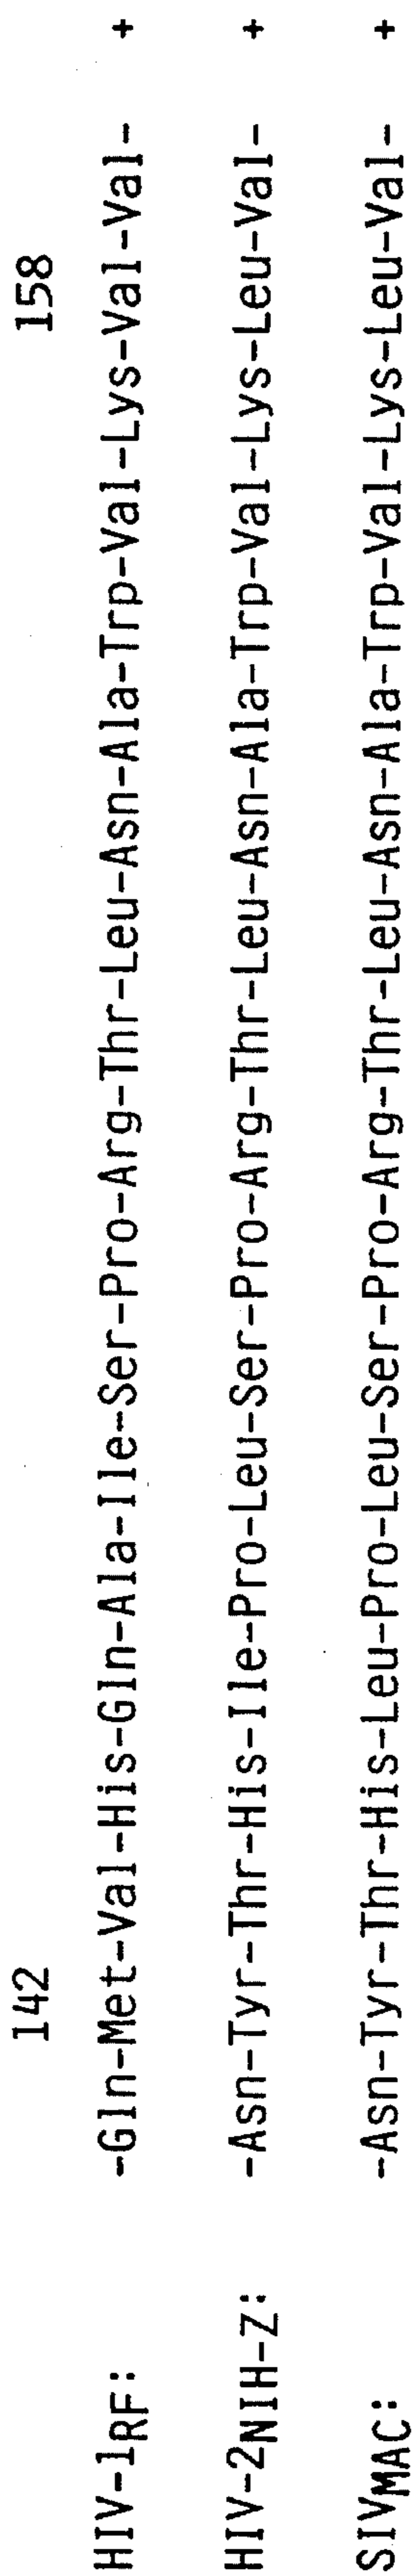 142 158
HIV-1RF: -Gln-Met-Val-His-Gln-Ala-Ile-Ser-Pro-Arg-Thr-Leu-Asn-Ala-Trp-Val-Lys-Val-Val- +
HIV-2NIH-Z: -Asn-Tyr-Thr-His-Ile-Pro-Leu-Ser-Pro-Arg-Thr-Leu-Asn-Ala-Trp-Val-Lys-Leu-Val- +
SIVMAC: -Asn-Tyr-Thr-His-Leu-Pro-Leu-Ser-Pro-Arg-Thr-Leu-Asn-Ala-Trp-Val-Lys-Leu-Val- +